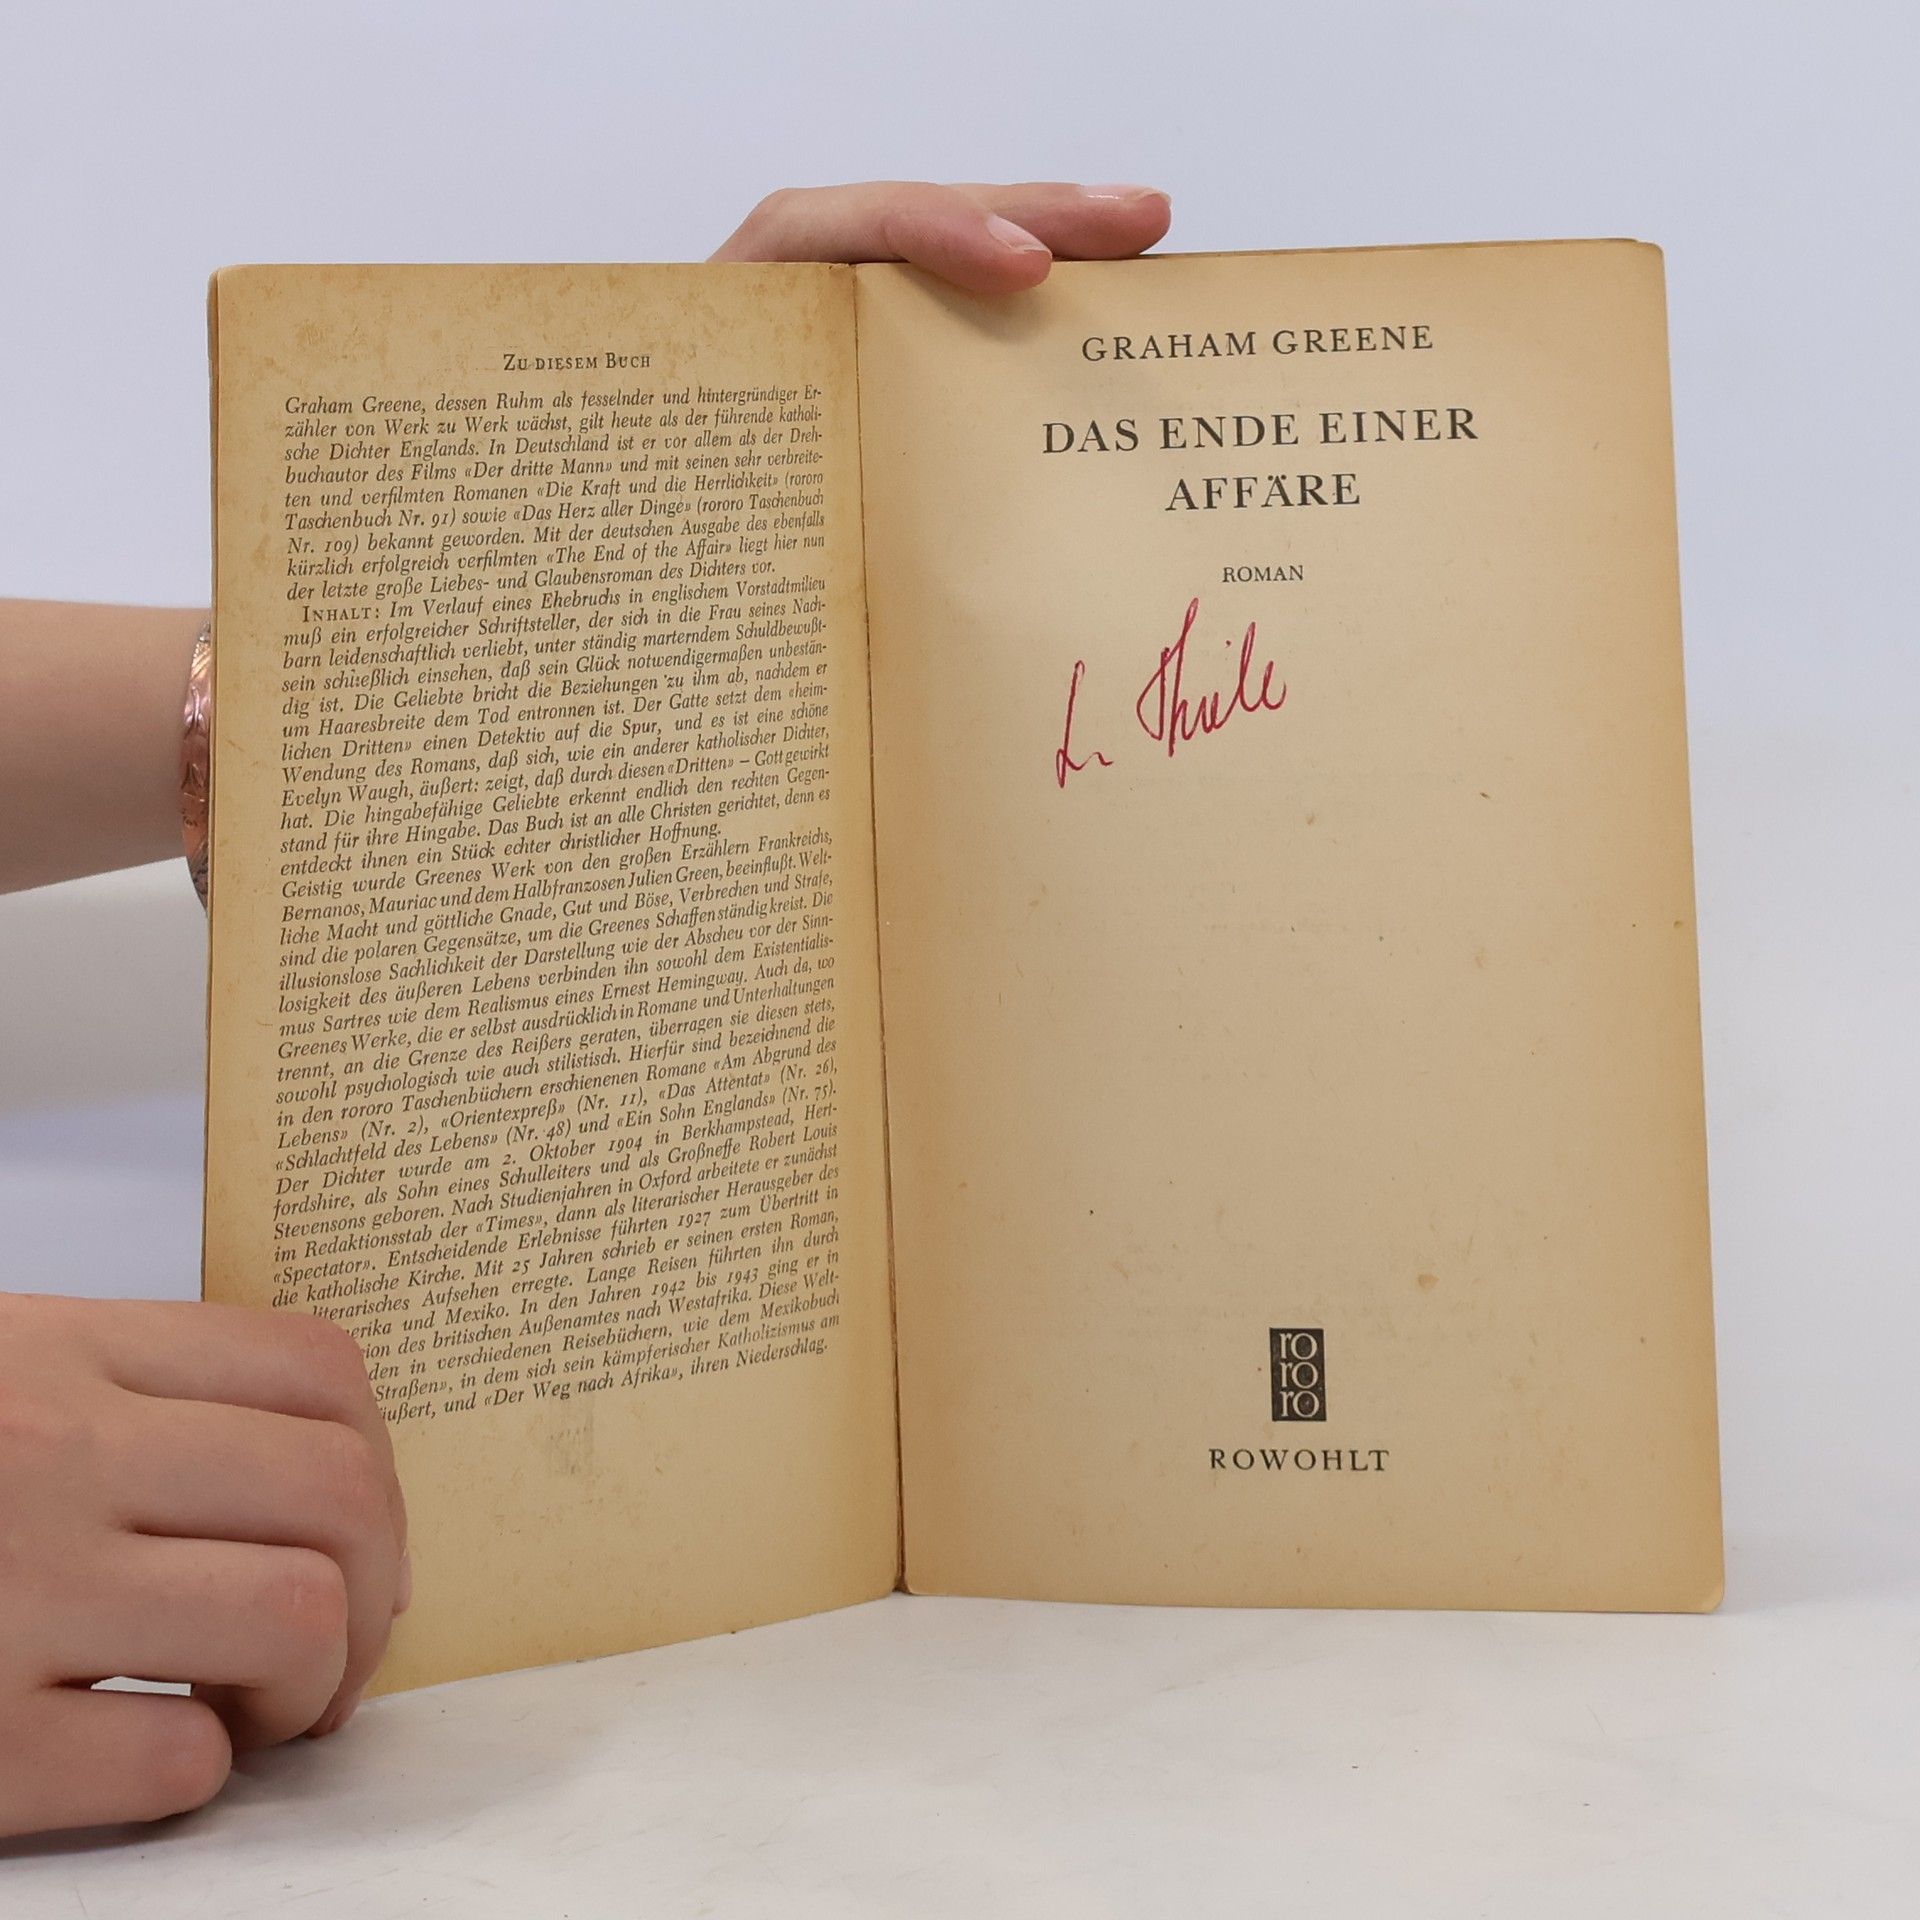 ZU DIESEM BUCH
Graham Greene, dessen Ruhm als fesselnder und hintergründiger Er-
zähler von Werk zu Werk wächst, gilt heute als der führende katholi-
sche Dichter Englands. In Deutschland ist er vor allem als der Dreh-
buchautor des Films «Der dritte Mann» und mit seinen sehr verbreite-
ten und verfilmten Romanen «Die Kraft und die Herrlichkeit» (rororo
Taschenbuch Nr. 91) sowie «Das Herz aller Dinge» (rororo Taschenbuch
Nr. 109) bekannt geworden. Mit der deutschen Ausgabe des ebenfalls
kürzlich erfolgreich verfilmten «The End of the Affair» liegt hier nun
der letzte große Liebes- und Glaubensroman des Dichters vor.
INHALT: Im Verlauf eines Ehebruchs in englischem Vorstadtmilieu
muß ein erfolgreicher Schriftsteller, der sich in die Frau seines Nach-
barn leidenschaftlich verliebt, unter ständig marterndem Schuldbewußt-
sein schließlich einsehen, daß sein Glück notwendigermaßen unbestän-
dig ist. Die Geliebte bricht die Beziehungen zu ihm ab, nachdem er
um Haaresbreite dem Tod entronnen ist. Der Gatte setzt dem «heim-
lichen Dritten» einen Detektiv auf die Spur, und es ist eine schöne
Wendung des Romans, daß sich, wie ein anderer katholischer Dichter,
Evelyn Waugh, äußert: zeigt, daß durch diesen «Dritten» – Gott gewirkt
hat. Die hingabefähige Geliebte erkennt endlich den rechten Gegen-
stand für ihre Hingabe. Das Buch ist an alle Christen gerichtet, denn es
entdeckt ihnen ein Stück echter christlicher Hoffnung.
Geistig wurde Greenes Werk von den großen Erzählern Frankreichs,
Bernanos, Mauriac und dem Halbfranzosen Julien Green, beeinflußt. Welt-
liche Macht und göttliche Gnade, Gut und Böse, Verbrechen und Strafe,
sind die polaren Gegensätze, um die Greenes Schaffen ständig kreist. Die
illusionslose Sachlichkeit der Darstellung wie der Abscheu vor der Sinn-
losigkeit des äußeren Lebens verbinden ihn sowohl dem Existentialis-
mus Sartres wie dem Realismus eines Ernest Hemingway. Auch da, wo
Greenes Werke, die er selbst ausdrücklich in Romane und Unterhaltungen
trennt, an die Grenze des Reißers geraten, überragen sie diesen stets,
sowohl psychologisch wie auch stilistisch. Hierfür sind bezeichnend die
in den rororo Taschenbüchern erschienenen Romane «Am Abgrund des
Lebens» (Nr. 2), «Orientexpreß» (Nr. 11), «Das Attentat» (Nr. 26),
«Schlachtfeld des Lebens» (Nr. 48) und «Ein Sohn Englands» (Nr. 75).
Der Dichter wurde am 2. Oktober 1904 in Berkhampstead, Hert-
fordshire, als Sohn eines Schulleiters und als Großneffe Robert Louis
Stevensons geboren. Nach Studienjahren in Oxford arbeitete er zunächst
im Redaktionsstab der «Times», dann als literarischer Herausgeber des
«Spectator». Entscheidende Erlebnisse führten 1927 zum Übertritt in
die katholische Kirche. Mit 25 Jahren schrieb er seinen ersten Roman,
literarisches Aufsehen erregte. Lange Reisen führten ihn durch
und Mexiko. In den Jahren 1942 bis 1943 ging er in
des britischen Außenamtes nach Westafrika. Diese Welt-
in verschiedenen Reisebüchern, wie dem Mexikobuch
Straßen», in dem sich sein kämpferischer Katholizismus am
und «Der Weg nach Afrika», ihren Niederschlag.
GRAHAM GREENE
DAS ENDE EINER
AFFÄRE
ROMAN
Thiele
ro
ro
ro
ROWOHLT